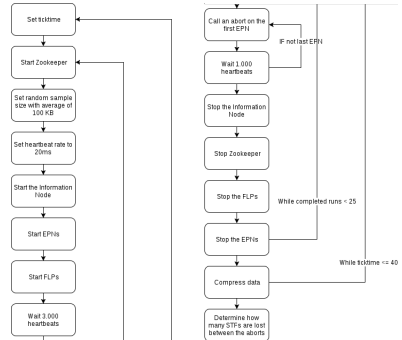 Set ticktime
Start Zookeeper
Set random sample
size with average of
100 KB
Set heartbeat rate to
20ms
Start the Information
Node
Start EPNs
Start FLPs
Wait 3.000
heartbeats
Call an abort on the
first EPN
IF not last EPN
Wait 1.000
heartbeats
Stop the Information
Node
Stop Zookeeper
Stop the FLPs
While completed runs < 25
Stop the EPNs
While ticktime <= 40
Compress data
Determine how
many STFs are lost
between the aborts